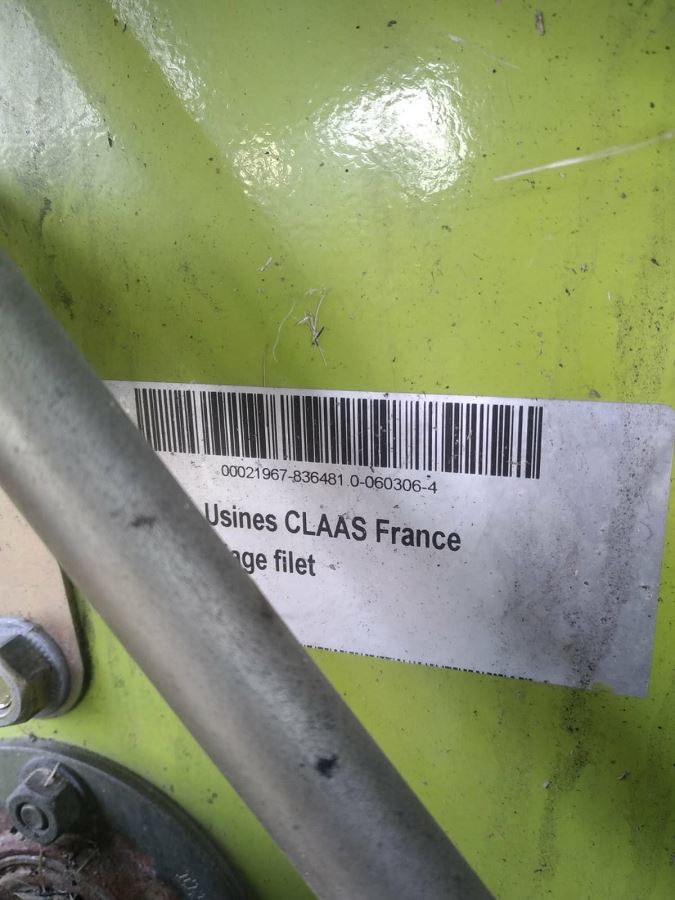 00021967-836481.0-060306-4
Usines CLAAS France
filet